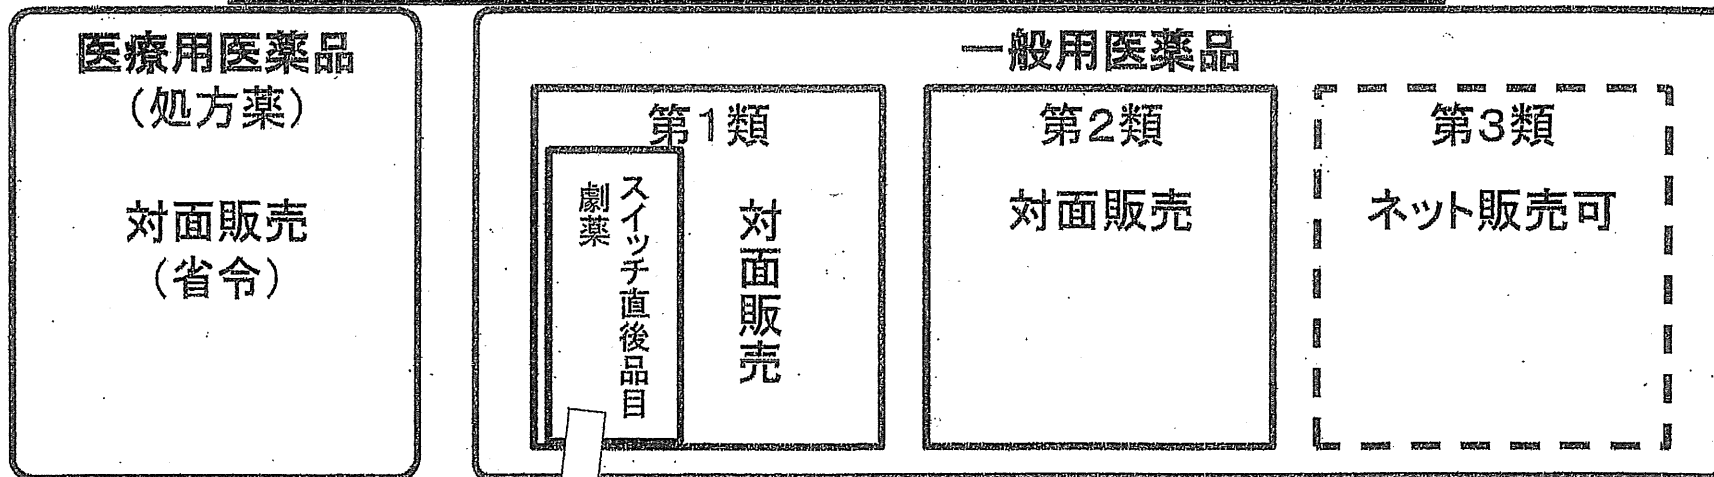 医療用医薬品
(処方薬)
対面販売
(省令)
一般用医薬品
第1類
スイッチ直後品目
劇薬
対面販売
第2類
対面販売
第3類
ネット販売可